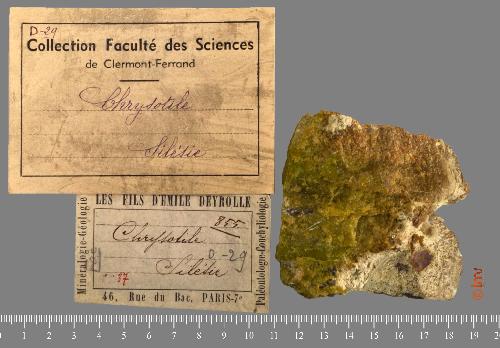 D-29
Collection Faculté des Sciences
de Clermont-Ferrand
Chrysotile
Silésie
LES FILS D'EMILE DEYROLLE
Minéralogie-Géologie
Paléontologie-Conchyliologie
855
Chrysotile
Silésie
D-29
37
46, Rue du Bac, PARIS-7e
0 1 2 3 4 5 6 7 8 9 10 11 12 13 14 15 16 17 18 19